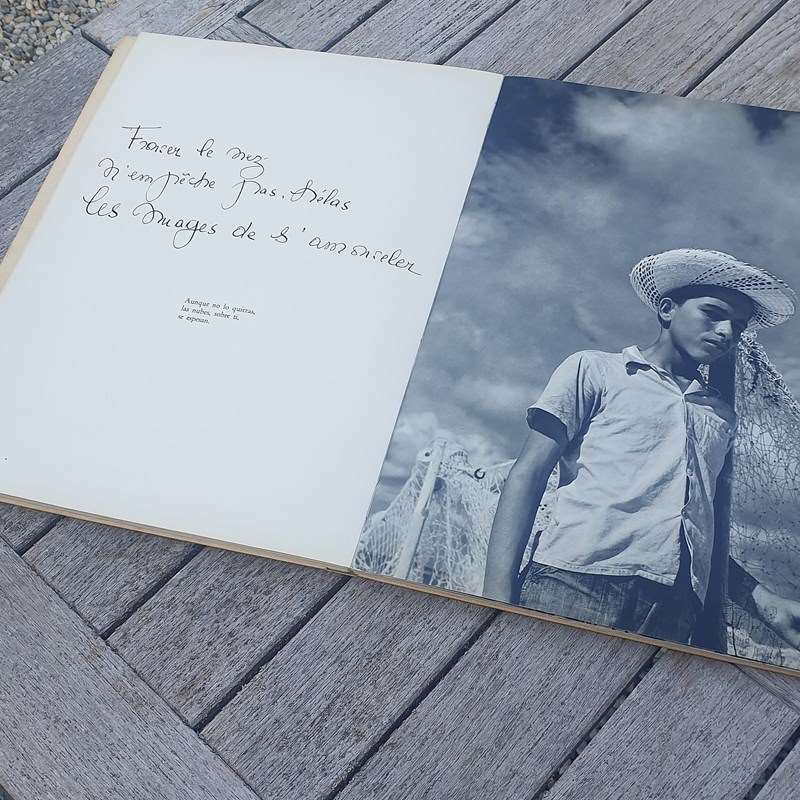 Froncer le nez
n'empêche pas, hélas
les nuages de s'amonceler
Aunque no lo quieras,
las nubes, sobre ti,
se espesan.